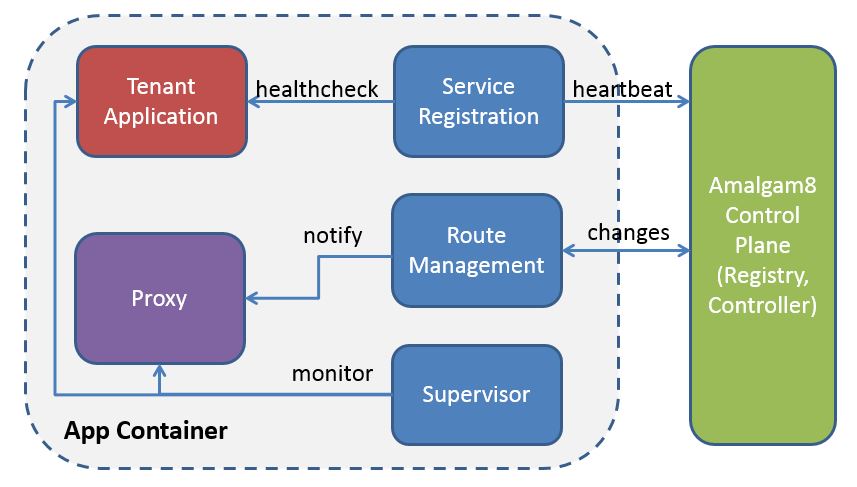 Tenant
Application
healthcheck
Service
Registration
heartbeat
Amalgam8
Control
Plane
(Registry,
Controller)
notify
Route
Management
changes
Proxy
monitor
Supervisor
App Container